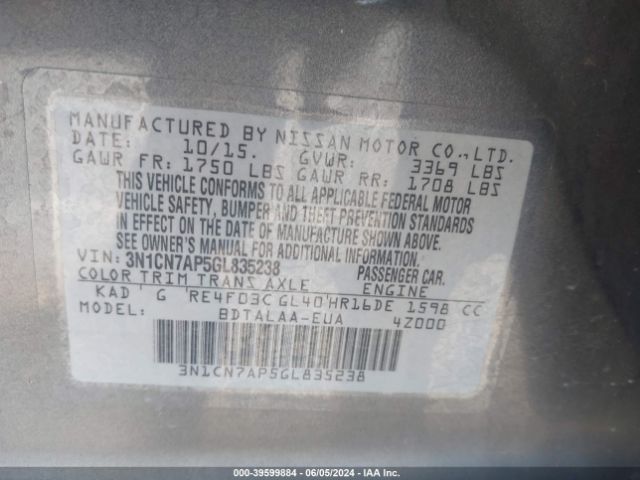 MANUFACTURED BY NISSAN MOTOR CO., LTD.
DATE: 10/15. GVWR: 3369 LBS
GAWR FR: 1750 LBS GAWR RR: 1708 LBS
THIS VEHICLE CONFORMS TO ALL APPLICABLE FEDERAL MOTOR
VEHICLE SAFETY, BUMPER AND THEFT PREVENTION STANDARDS
IN EFFECT ON THE DATE OF MANUFACTURE SHOWN ABOVE.
SEE OWNER'S MANUAL FOR ADDITIONAL INFORMATION.
VIN: 3N1CN7AP5GL835238 PASSENGER CAR.
COLOR TRIM TRANS AXLE ENGINE
KAD G RE4F03C GL40 HR16DE 1598 CC
MODEL: BDTALAA-EUA 4Z000
3N1CN7AP5GL835238
000-39599884 - 06/05/2024 - IAA Inc.